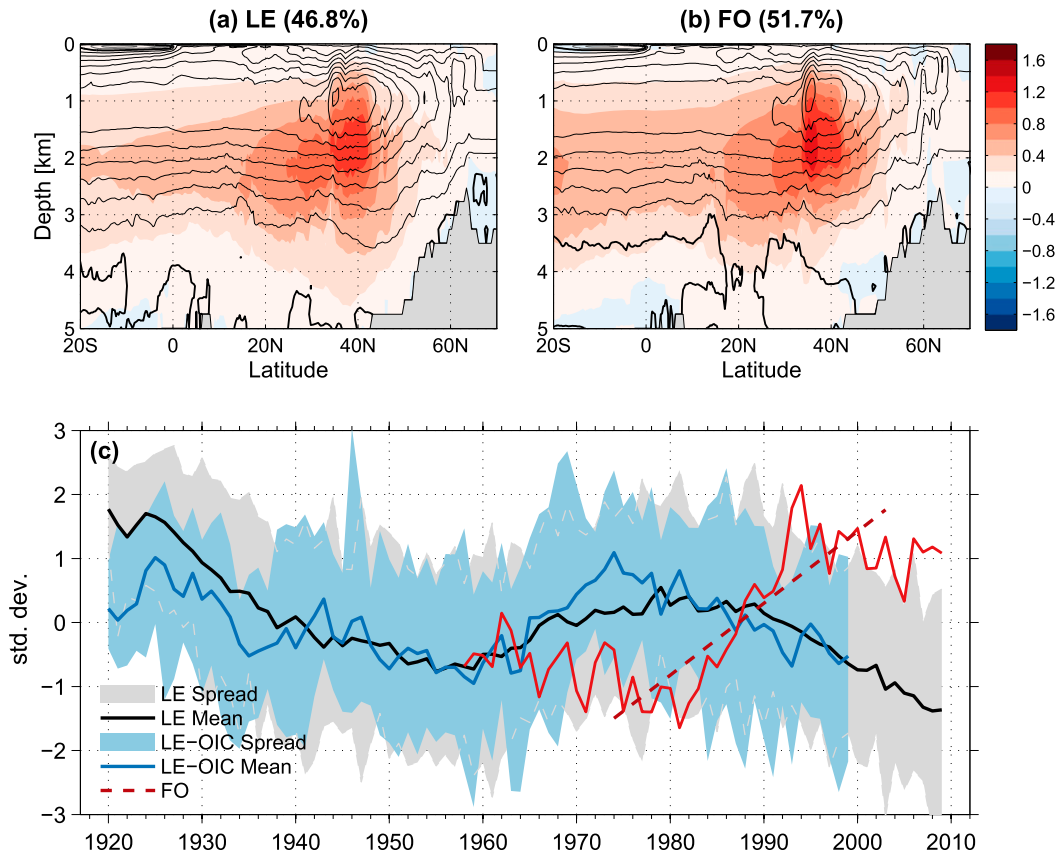 (a) LE (46.8%)
(b) FO (51.7%)
Depth [km]
0
1
2
3
4
5
20S 0 20N 40N 60N
Latitude
0
1
2
3
4
5
20S 0 20N 40N 60N
Latitude
1.6
1.2
0.8
0.4
0
−0.4
−0.8
−1.2
−1.6
(c)
std. dev.
3
2
1
0
−1
−2
−3
LE Spread
LE Mean
LE−OIC Spread
LE−OIC Mean
FO
1920 1930 1940 1950 1960 1970 1980 1990 2000 2010